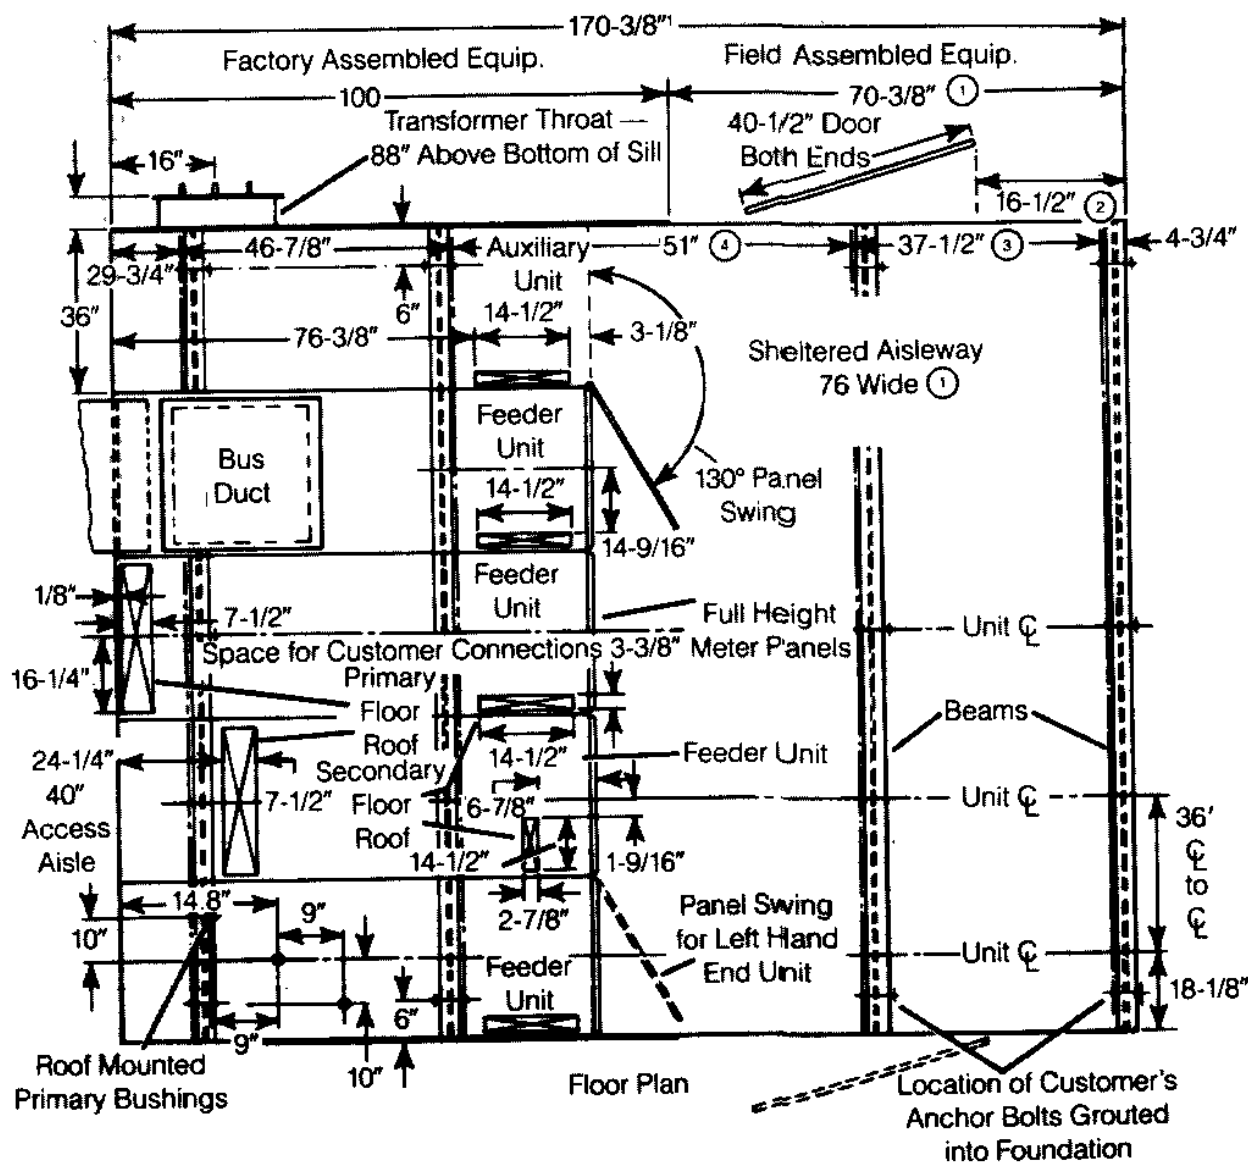 170-3/8"¹
Factory Assembled Equip.
Field Assembled Equip.
100
70-3/8" ①
Transformer Throat
88" Above Bottom of Sill
40-1/2" Door
Both Ends
16"
16-1/2" ②
46-7/8"
Auxiliary
Unit
51" ④
37-1/2" ③
4-3/4"
29-3/4"
36"
6"
14-1/2"
76-3/8"
3-1/8"
Sheltered Aisleway
76 Wide ①
Feeder
Unit
Bus
Duct
14-1/2"
130° Panel
Swing
14-9/16"
Feeder
Unit
1/8"
7-1/2"
Full Height
Meter Panels
Unit ℄
Space for Customer Connections 3-3/8"
16-1/4"
Primary
Floor
Roof
Beams
14-1/2"
Feeder Unit
24-1/4"
Secondary
Floor
Roof
7-1/2"
6-7/8"
Unit ℄
40"
Access
Aisle
14-1/2"
1-9/16"
36'
℄
to
℄
14.8"
9"
2-7/8"
Panel Swing
for Left Hand
End Unit
10"
Feeder
Unit
Unit ℄
18-1/8"
6"
9"
10"
Roof Mounted
Primary Bushings
Floor Plan
Location of Customer's
Anchor Bolts Grouted
into Foundation